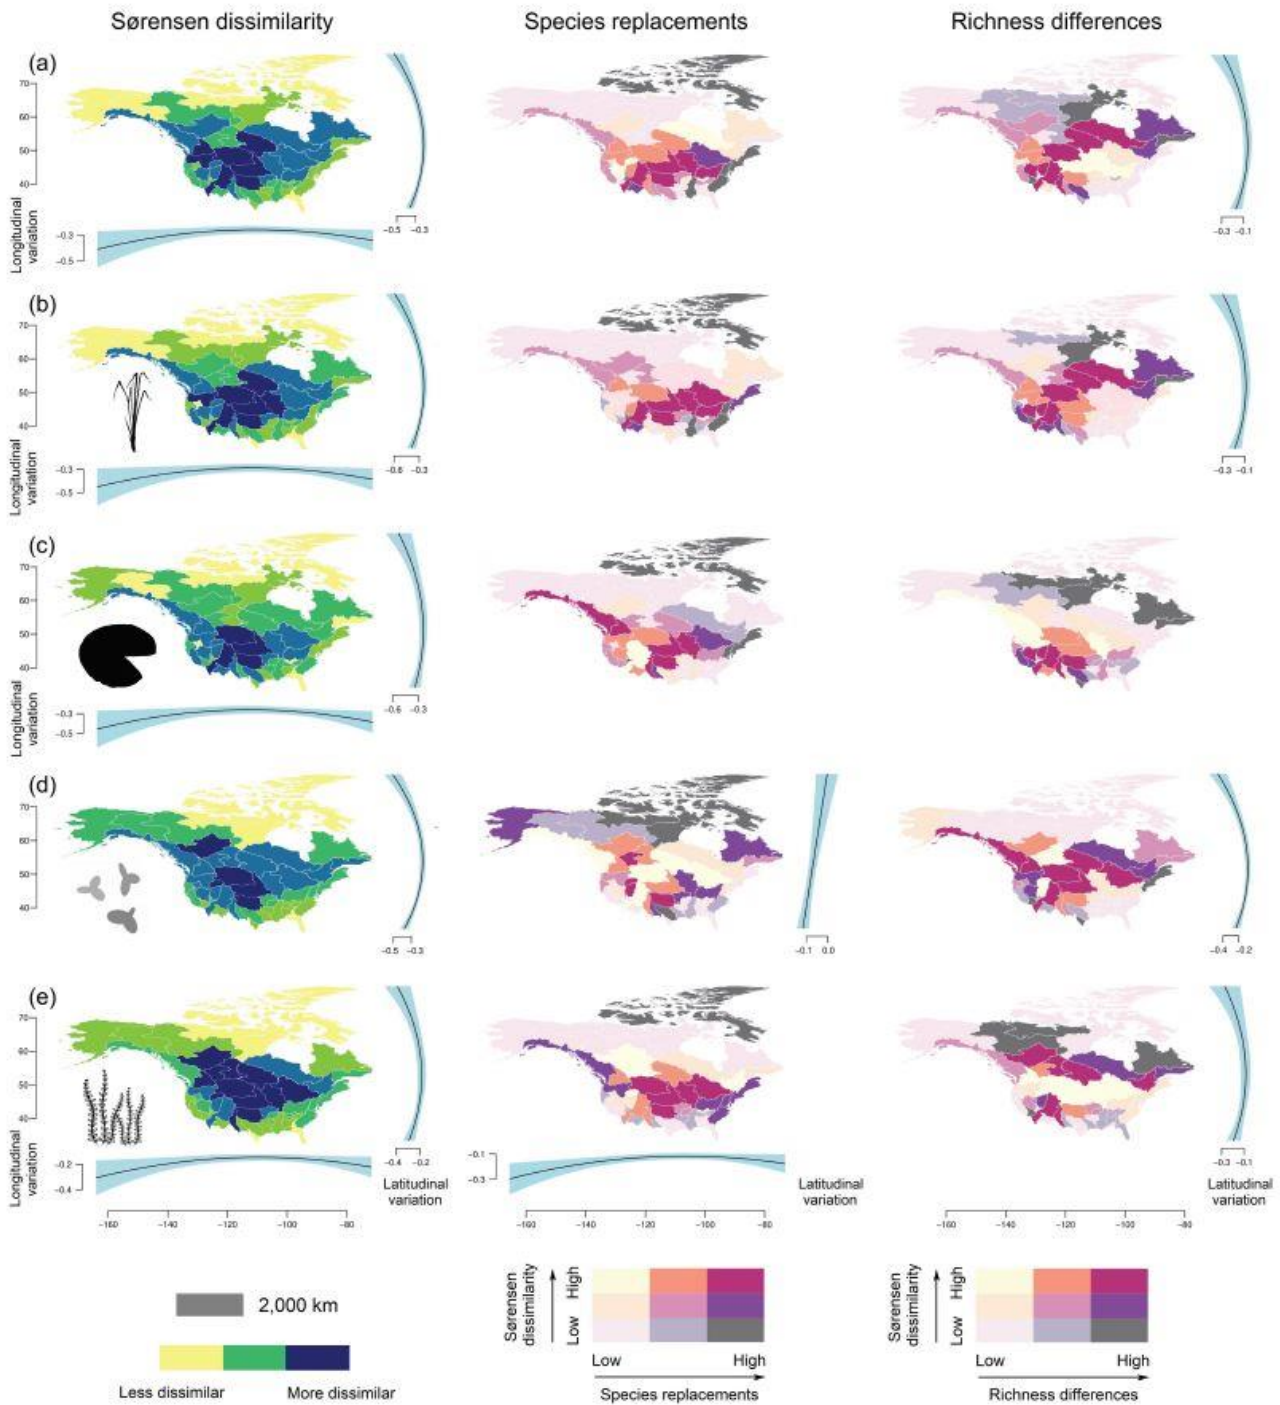 Sørensen dissimilarity Species replacements Richness differences
(a)
70
60
50
40
Longitudinal
variation
−0.3
−0.5
−0.5 −0.3
−0.3 −0.1
(b)
70
60
50
40
Longitudinal
variation
−0.3
−0.5
−0.6 −0.3
−0.3 −0.1
(c)
70
60
50
40
Longitudinal
variation
−0.3
−0.5
−0.6 −0.3
(d)
70
60
50
40
−0.5 −0.3
−0.1 0.0
−0.4 −0.2
(e)
70
60
50
40
Longitudinal
variation
−0.2
−0.4
−0.4 −0.2
Latitudinal
variation
−0.1
−0.3
Latitudinal
variation
−0.3 −0.1
Latitudinal
variation
−160 −140 −120 −100 −80
−160 −140 −120 −100 −80
−160 −140 −120 −100 −80
2,000 km
Less dissimilar More dissimilar
Sørensen
dissimilarity
Low High
Low High
Species replacements
Sørensen
dissimilarity
Low High
Low High
Richness differences